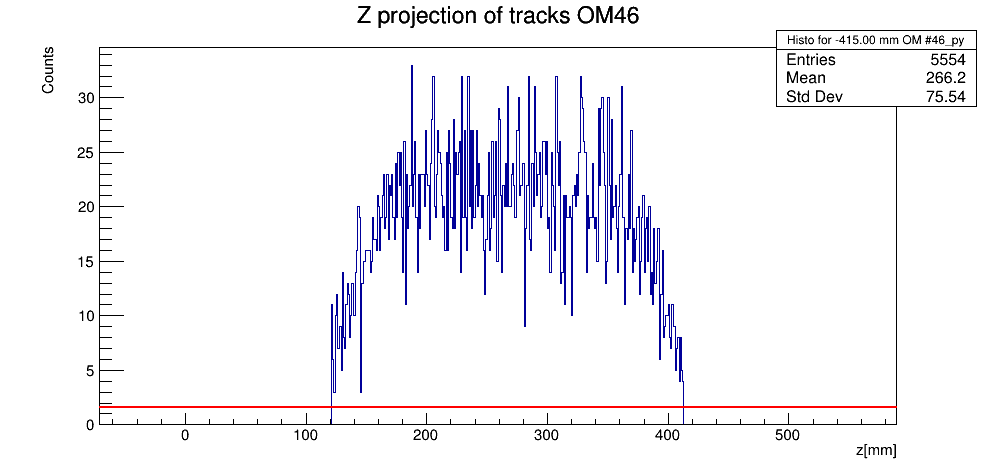 Z projection of tracks OM46
Histo for -415.00 mm OM #46_py
Entries 5554
Mean 266.2
Std Dev 75.54
Counts
30
25
20
15
10
5
0
0 100 200 300 400 500
z[mm]